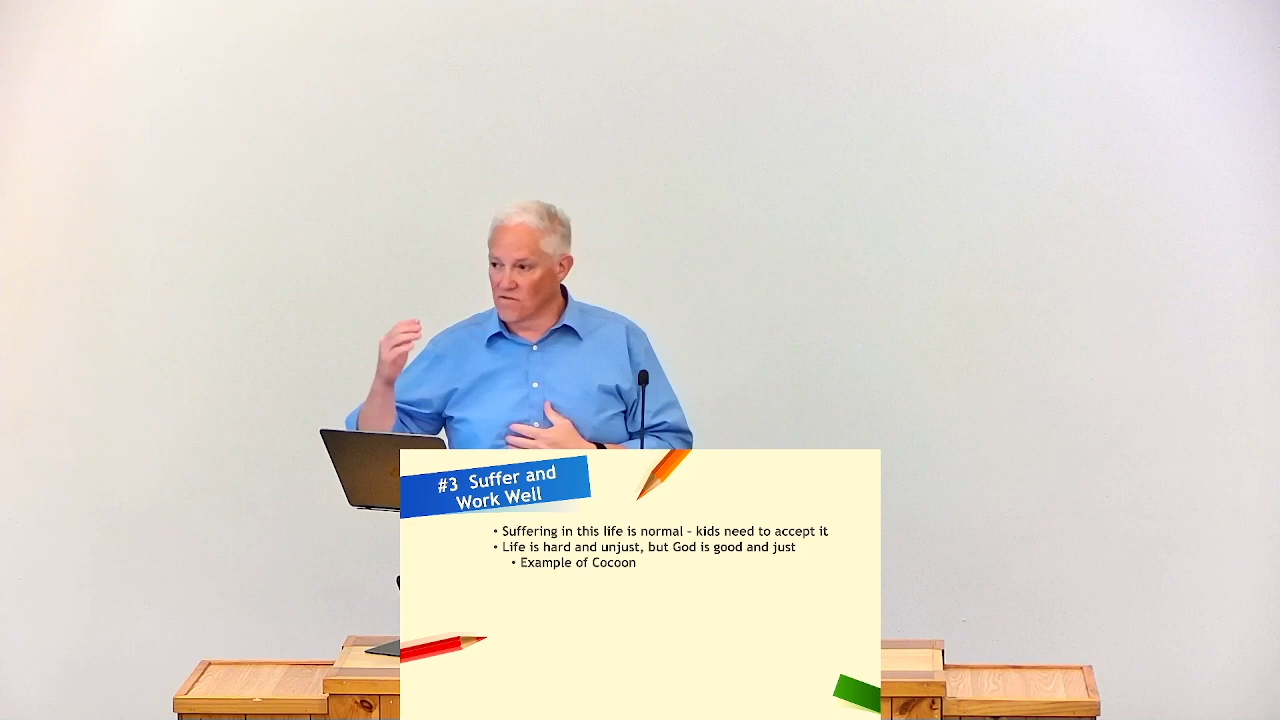 #3 Suffer and
Work Well
• Suffering in this life is normal – kids need to accept it
• Life is hard and unjust, but God is good and just
• Example of Cocoon